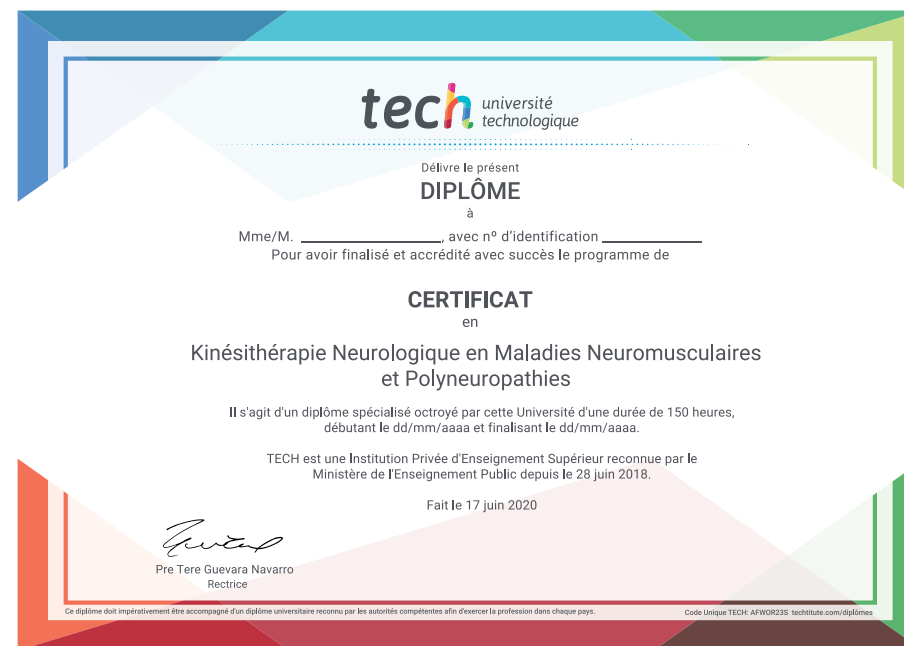 tech université
technologique
Délivre le présent
DIPLÔME
à
Mme/M. ____________________, avec nº d'identification ______________
Pour avoir finalisé et accrédité avec succès le programme de
CERTIFICAT
en
Kinésithérapie Neurologique en Maladies Neuromusculaires
et Polyneuropathies
Il s'agit d'un diplôme spécialisé octroyé par cette Université d'une durée de 150 heures,
débutant le dd/mm/aaaa et finalisant le dd/mm/aaaa.
TECH est une Institution Privée d'Enseignement Supérieur reconnue par le
Ministère de l'Enseignement Public depuis le 28 juin 2018.
Fait le 17 juin 2020
Pre Tere Guevara Navarro
Rectrice
Ce diplôme doit impérativement être accompagné d'un diplôme universitaire reconnu par les autorités compétentes afin d'exercer la profession dans chaque pays.
Code Unique TECH: AFWOR23S techtitute.com/diplômes